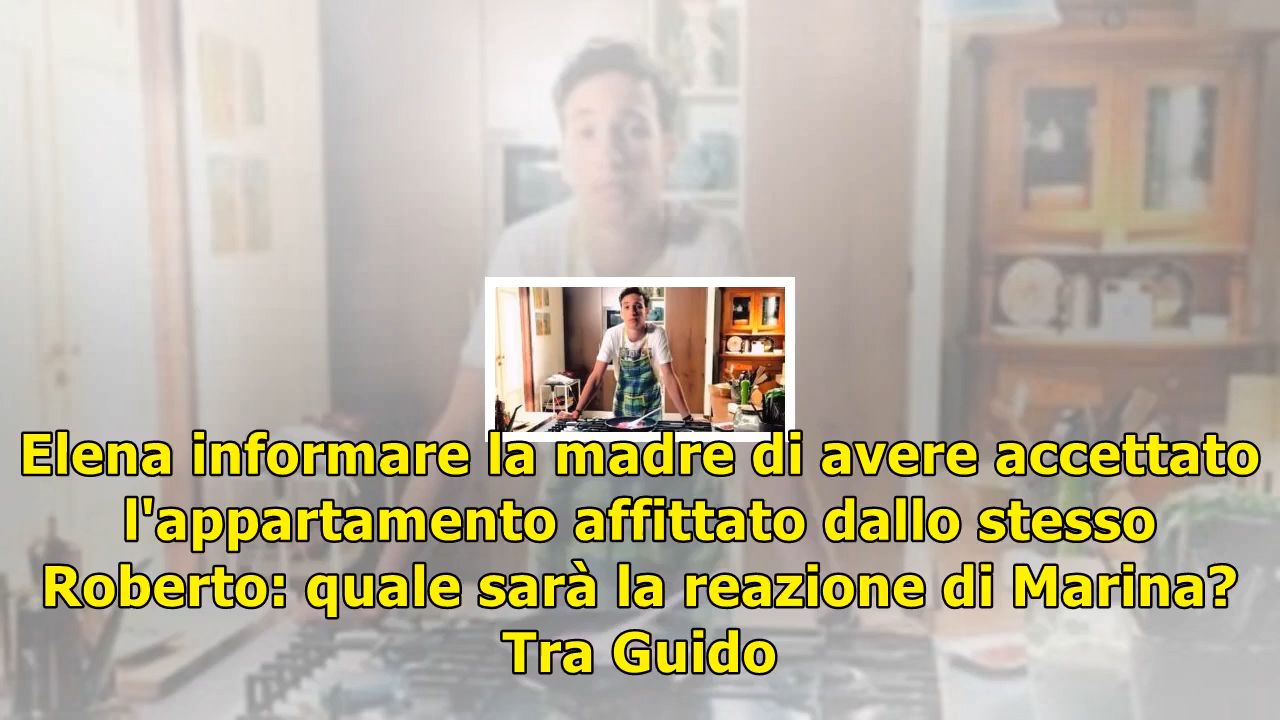 Elena informare la madre di avere accettato
l'appartamento affittato dallo stesso
Roberto: quale sarà la reazione di Marina?
Tra Guido